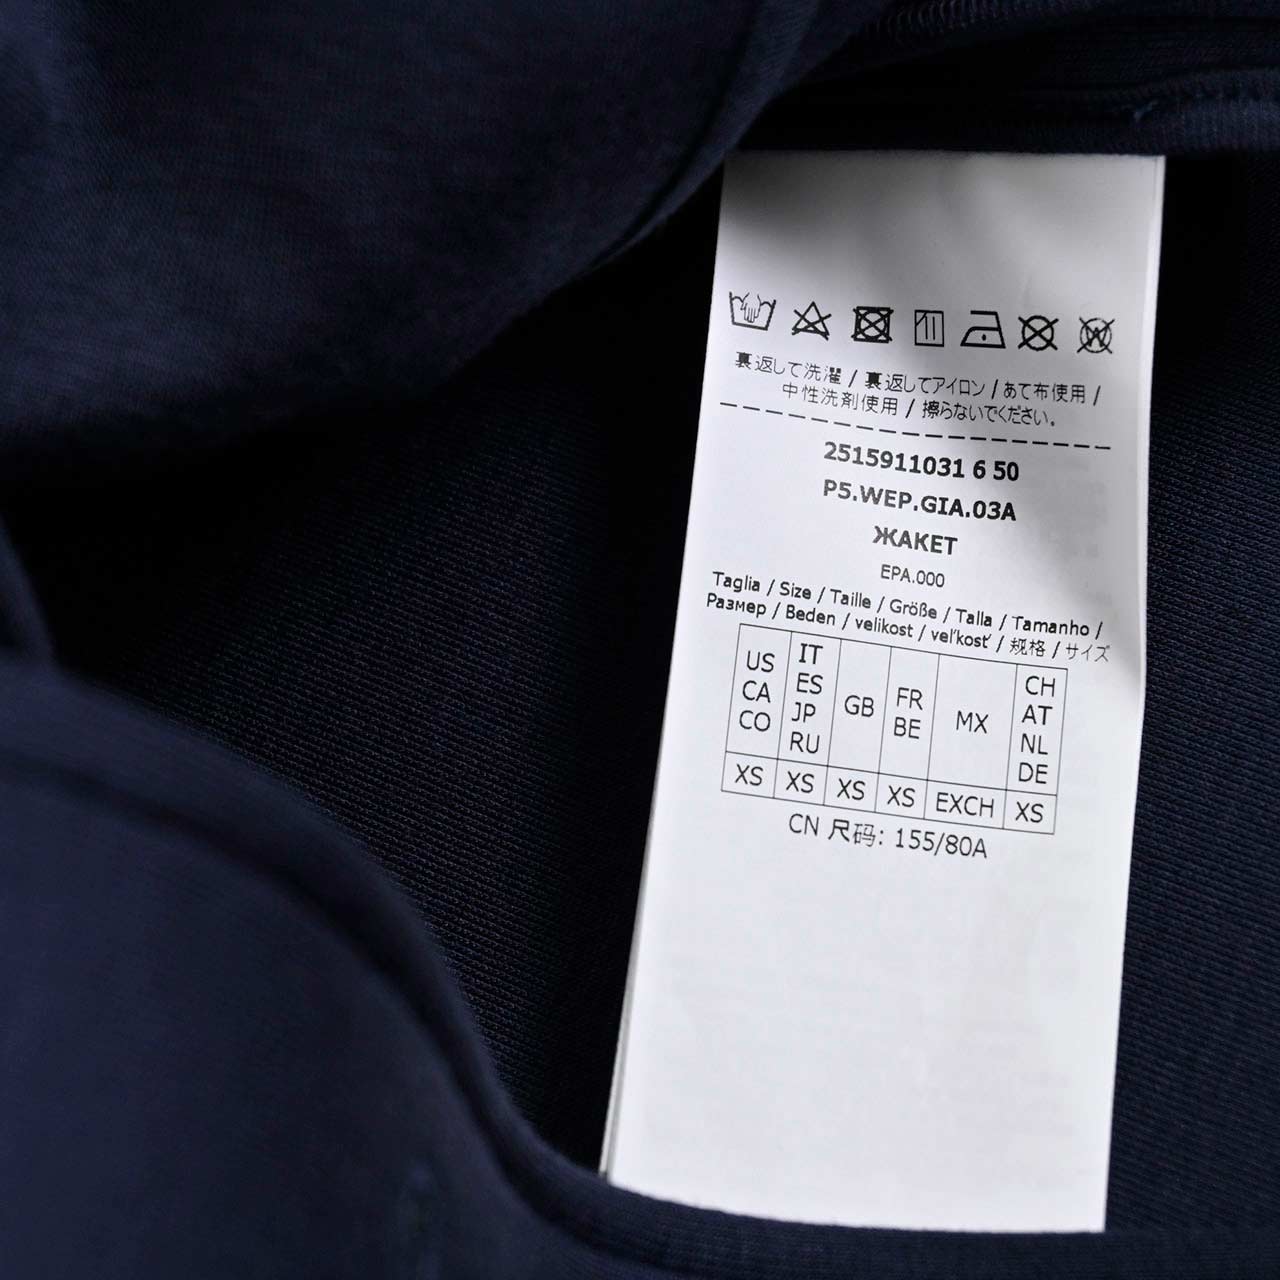 裏返して洗濯 / 裏返してアイロン / あて布使用 /
中性洗剤使用 / 擦らないでください。
2515911031 6 50
P5.WEP.GIA.03A
ЖАКЕТ
EPA.000
Taglia / Size / Taille / Größe / Talla / Tamanho /
Размер / Beden / velikost / veľkosť / 规格 / サイズ
US CA CO
IT ES JP RU
GB
FR BE
MX
CH AT NL DE
XS XS XS XS EXCH XS
CN 尺码: 155/80A